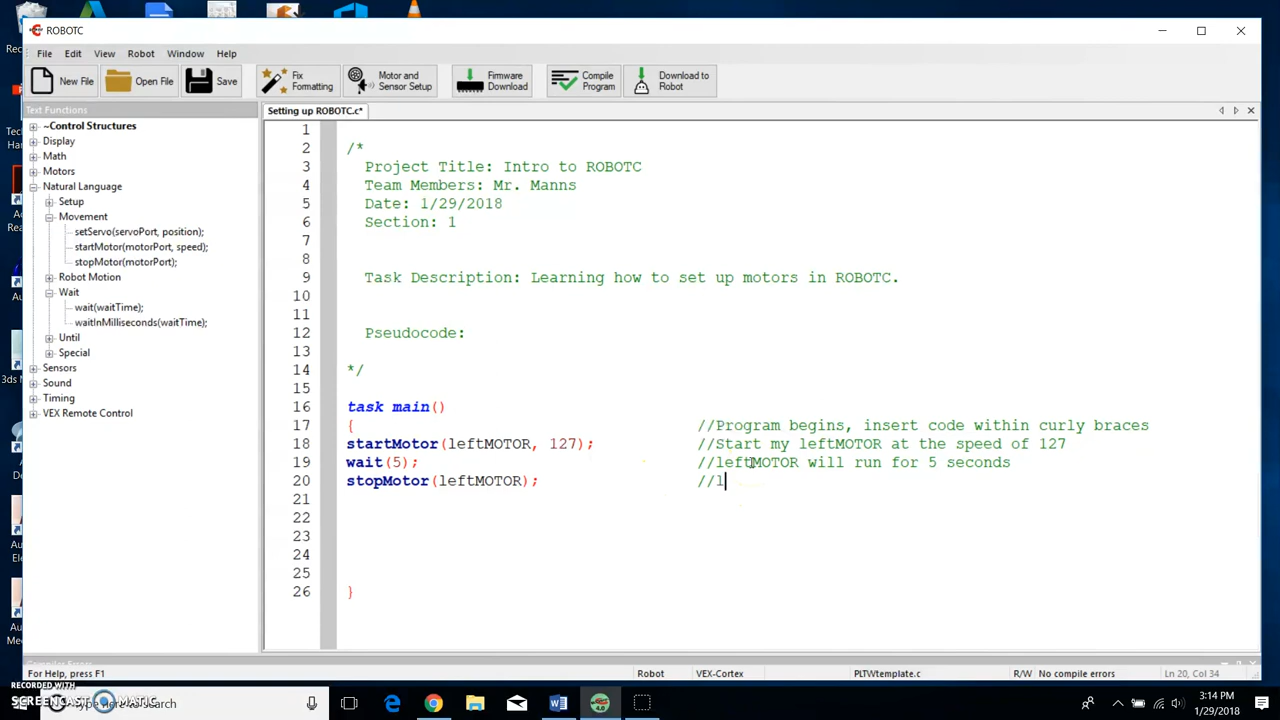 ROBOTC
File Edit View Robot Window Help
New File Open File Save Fix Formatting Motor and Sensor Setup Firmware Download Compile Program Download to Robot
Text Functions
Setting up ROBOTC.c*
~Control Structures
Display
Math
Motors
Natural Language
Setup
Movement
setServo(servoPort, position);
startMotor(motorPort, speed);
stopMotor(motorPort);
Robot Motion
Wait
wait(waitTime);
waitInMilliseconds(waitTime);
Until
Special
Sensors
Sound
Timing
VEX Remote Control
1
2 /*
3 Project Title: Intro to ROBOTC
4 Team Members: Mr. Manns
5 Date: 1/29/2018
6 Section: 1
7
8
9 Task Description: Learning how to set up motors in ROBOTC.
10
11
12 Pseudocode:
13
14 */
15
16 task main()
17 { //Program begins, insert code within curly braces
18 startMotor(leftMOTOR, 127); //Start my leftMOTOR at the speed of 127
19 wait(5); //leftMOTOR will run for 5 seconds
20 stopMotor(leftMOTOR); //l
21
22
23
24
25
26 }
For Help, press F1 Robot VEX-Cortex PLTWtemplate.c R/W No compile errors Ln 20, Col 34
RECORDED WITH
SCREENCAST MATIC
here to search
3:14 PM
1/29/2018